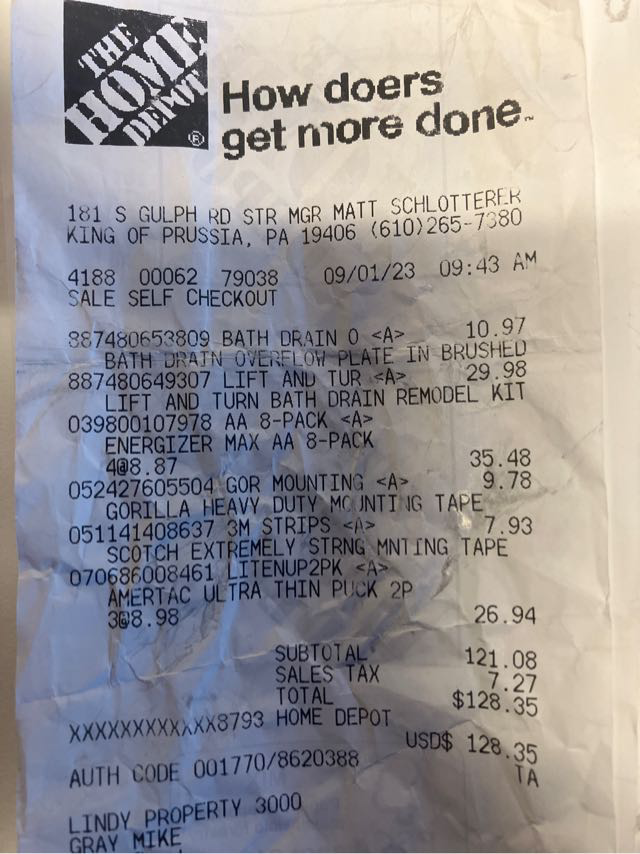 THE
HOME
DEPOT
®
How doers
get more done™
181 S GULPH RD STR MGR MATT SCHLOTTERER
KING OF PRUSSIA, PA 19406 (610)265-7380
4188 00062 79038 09/01/23 09:43 AM
SALE SELF CHECKOUT
887480653809 BATH DRAIN O <A> 10.97
BATH DRAIN OVERFLOW PLATE IN BRUSHED
887480649307 LIFT AND TUR <A> 29.98
LIFT AND TURN BATH DRAIN REMODEL KIT
039800107978 AA 8-PACK <A>
ENERGIZER MAX AA 8-PACK
4@8.87 35.48
052427605504 GOR MOUNTING <A> 9.78
GORILLA HEAVY DUTY MOUNTING TAPE
051141408637 3M STRIPS <A> 7.93
SCOTCH EXTREMELY STRNG MNTING TAPE
070686008461 LITENUP2PK <A>
AMERTAC ULTRA THIN PUCK 2P
3@8.98 26.94
SUBTOTAL 121.08
SALES TAX 7.27
TOTAL $128.35
XXXXXXXXXXXX8793 HOME DEPOT
USD$ 128.35
AUTH CODE 001770/8620388 TA
LINDY PROPERTY 3000
GRAY MIKE